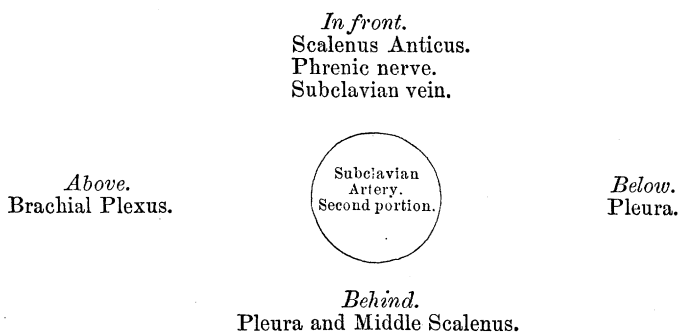 In front.
Scalenus Anticus.
Phrenic nerve.
Subclavian vein.
Above.
Brachial Plexus.
Subclavian
Artery.
Second portion.
Below.
Pleura.
Behind.
Pleura and Middle Scalenus.